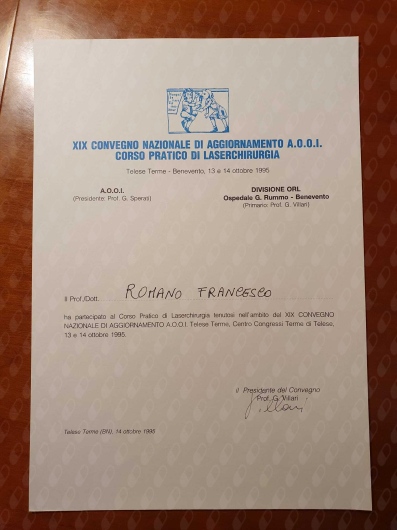 XIX CONVEGNO NAZIONALE DI AGGIORNAMENTO A.O.O.I.
CORSO PRATICO DI LASERCHIRURGIA
Telese Terme - Benevento, 13 e 14 ottobre 1995
A.O.O.I.
(Presidente: Prof. G. Sperati)
DIVISIONE ORL
Ospedale G. Rummo - Benevento
(Primario: Prof. G. Villari)
Il Prof./Dott. ROMANO FRANCESCO
ha partecipato al Corso Pratico di Laserchirurgia tenutosi nell'ambito del XIX CONVEGNO
NAZIONALE DI AGGIORNAMENTO A.O.O.I. Telese Terme, Centro Congressi Terme di Telese,
13 e 14 ottobre 1995.
Il Presidente del Convegno
Prof. G. Villari
Telese Terme (BN), 14 ottobre 1995